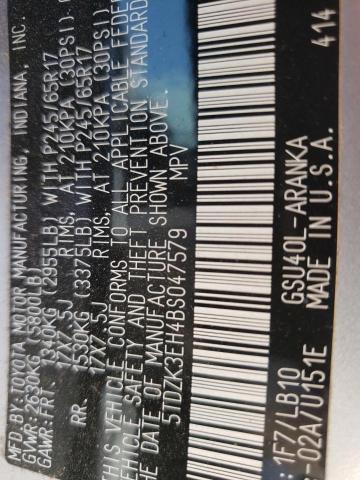 MFD.BY:TOYOTA MOTOR MANUFACTURING, INDIANA, INC.
GVWR:2630KG (5800LB)
GAWR:FRT. 1340KG (2955LB) WITH P245/65R17
17X7.5J RIMS, AT 210KPA (30PSI)
RR. 1530KG (3375LB) WITH P245/65R17
17X7.5J RIMS, AT 210KPA (30PSI)
THIS VEHICLE CONFORMS TO ALL APPLICABLE FEDE
VEHICLE SAFETY AND THEFT PREVENTION STANDARD
THE DATE OF MANUFACTURE SHOWN ABOVE.
5TDZK3EH4BS047579 MPV
: 1F7/LB10 GSU40L-ARANKA
: 02A/U151E MADE IN U.S.A. 414